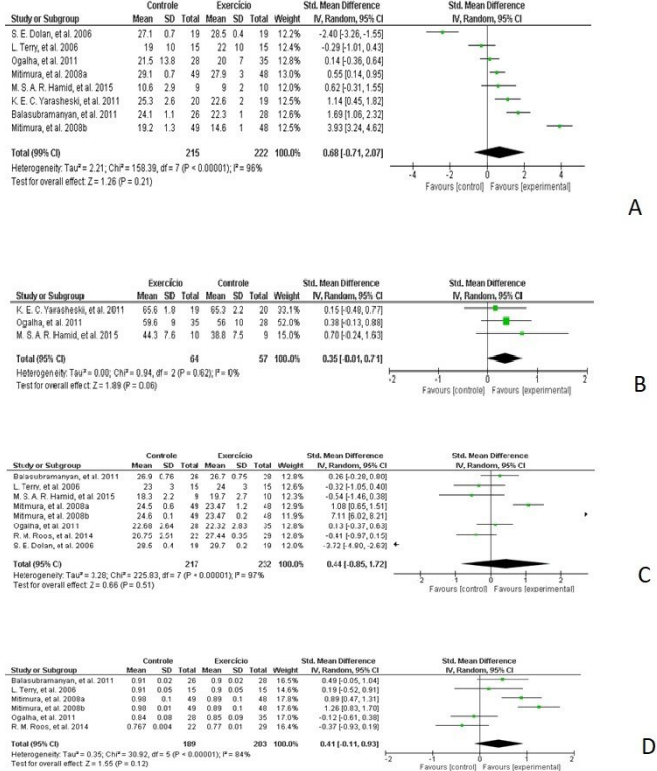 Controle Exercício Std. Mean Difference Std. Mean Difference
Study or Subgroup Mean SD Total Mean SD Total Weight IV, Random, 95% CI IV, Random, 95% CI
S. E. Dolan, et al. 2006 27.1 0.7 19 28.5 0.4 19 12.2% -2.40 [-3.26, -1.55]
L. Terry, et al. 2006 19 10 15 22 10 15 12.6% -0.29 [-1.01, 0.43]
Ogalha, et al. 2011 21.5 13.8 28 20 7 35 12.8% 0.14 [-0.36, 0.64]
Mitimura, et al. 2008a 29.1 0.7 49 27.9 3 48 12.8% 0.55 [0.14, 0.95]
M. S. A. R. Hamid, et al. 2015 10.6 2.9 9 9 2 10 12.4% 0.62 [-0.31, 1.55]
K. E. C. Yarasheski, et al. 2011 25.3 2.6 20 22.6 2 19 12.6% 1.14 [0.45, 1.82]
Balasubramanyan, et al. 2011 24.1 1.1 26 22.3 1 28 12.7% 1.69 [1.06, 2.32]
Mitimura, et al. 2008b 19.2 1.3 49 14.6 1 48 12.4% 3.93 [3.24, 4.62]
Total (99% CI) 215 222 100.0% 0.68 [-0.71, 2.07]
Heterogeneity: Tau² = 2.21; Chi² = 158.39, df = 7 (P < 0.00001); I² = 96%
Test for overall effect: Z = 1.26 (P = 0.21)
-4 -2 0 2 4
Favours [control] Favours [experimental]
A
Exercício Controle Std. Mean Difference Std. Mean Difference
Study or Subgroup Mean SD Total Mean SD Total Weight IV, Random, 95% CI IV, Random, 95% CI
K. E. C. Yarasheski, et al. 2011 65.6 1.8 19 65.3 2.2 20 33.1% 0.15 [-0.48, 0.77]
Ogalha, et al. 2011 59.6 9 35 56 10 28 52.0% 0.38 [-0.13, 0.88]
M. S. A. R. Hamid, et al. 2015 44.3 7.6 10 38.8 7.5 9 14.9% 0.70 [-0.24, 1.63]
Total (95% CI) 64 57 100.0% 0.35 [-0.01, 0.71]
Heterogeneity: Tau² = 0.00; Chi² = 0.94, df = 2 (P = 0.62); I² = 0%
Test for overall effect: Z = 1.89 (P = 0.06)
-2 -1 0 1 2
Favours [controle] Favours [experimental]
B
Controle Exercício Std. Mean Difference Std. Mean Difference
Study or Subgroup Mean SD Total Mean SD Total Weight IV, Random, 95% CI IV, Random, 95% CI
Balasubramanyan, et al. 2011 26.9 0.76 26 26.7 0.75 28 12.8% 0.26 [-0.28, 0.80]
L. Terry, et al. 2006 23 3 15 24 3 15 12.6% -0.32 [-1.05, 0.40]
M. S. A. R. Hamid, et al. 2015 18.3 2.2 9 19.7 2.7 10 12.4% -0.54 [-1.46, 0.38]
Mitmura, et al. 2008a 24.5 0.6 49 23.47 1.2 48 12.8% 1.08 [0.65, 1.51]
Mitmura, et al. 2008b 24.6 0.1 49 23.47 0.2 48 11.8% 7.11 [6.02, 8.21]
Ogalha, et al. 2011 22.68 2.64 28 22.32 2.83 35 12.8% 0.13 [-0.37, 0.63]
R. M. Roos, et al. 2014 26.75 2.51 22 27.44 0.35 29 12.8% -0.41 [-0.97, 0.15]
S. E. Dolan, et al. 2006 28.5 0.4 19 29.7 0.2 19 -3.72 [-4.80, -2.63]
Total (95% CI) 217 232 100.0% 0.44 [-0.85, 1.72]
Heterogeneity: Tau² = 3.28; Chi² = 225.83, df = 7 (P < 0.00001); I² = 97%
Test for overall effect: Z = 0.66 (P = 0.51)
2 1 0 1 2
Favours [control] Favours [experimental]
C
Controle Exercício Std. Mean Difference Std. Mean Difference
Study or Subgroup Mean SD Total Mean SD Total Weight IV, Random, 95% CI IV, Random, 95% CI
Balasubramanyan, et al. 2011 0.91 0.02 26 0.9 0.02 28 16.5% 0.49 [-0.05, 1.04]
L. Terry, et al. 2006 0.91 0.05 15 0.9 0.05 15 14.5% 0.19 [-0.52, 0.91]
Mitimura, et al. 2008a 0.98 0.1 49 0.89 0.1 48 17.8% 0.89 [0.47, 1.31]
Mitimura, et al. 2008b 0.98 0.01 49 0.89 0.1 48 17.7% 1.26 [0.83, 1.70]
Ogalha, et al. 2011 0.84 0.08 28 0.85 0.09 35 17.0% -0.12 [-0.61, 0.38]
R. M. Roos, et al. 2014 0.767 0.004 22 0.77 0.01 29 16.4% -0.37 [-0.93, 0.19]
Total (95% CI) 189 203 100.0% 0.41 [-0.11, 0.93]
Heterogeneity: Tau² = 0.35; Chi² = 30.92, df = 5 (P < 0.00001); I² = 84%
Test for overall effect: Z = 1.55 (P = 0.12)
-4 -2 0 2 4
Favours [experimental] Favours [control]
D